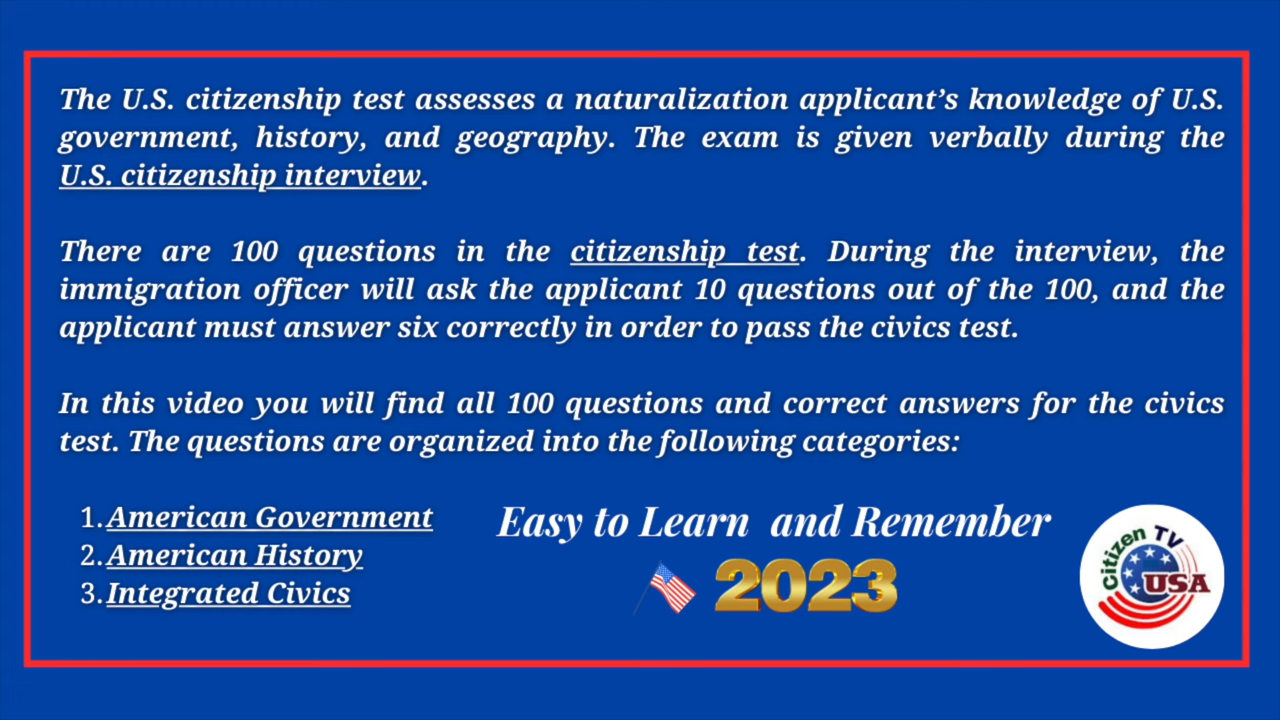 The U.S. citizenship test assesses a naturalization applicant’s knowledge of U.S.
government, history, and geography. The exam is given verbally during the
U.S. citizenship interview.
There are 100 questions in the citizenship test. During the interview, the
immigration officer will ask the applicant 10 questions out of the 100, and the
applicant must answer six correctly in order to pass the civics test.
In this video you will find all 100 questions and correct answers for the civics
test. The questions are organized into the following categories:
1. American Government
2. American History
3. Integrated Civics
Easy to Learn and Remember
2023
Citizen TV
USA